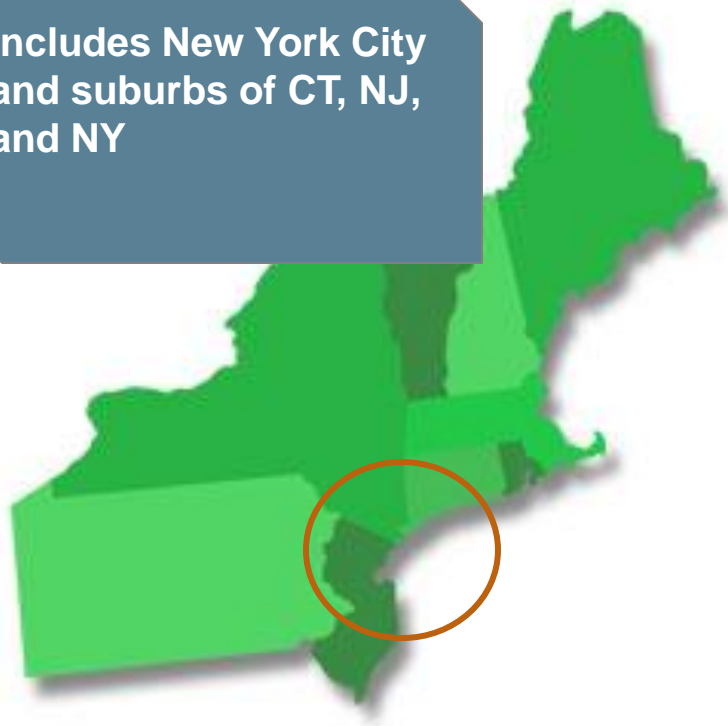 ncludes New York City
and suburbs of CT, NJ,
and NY